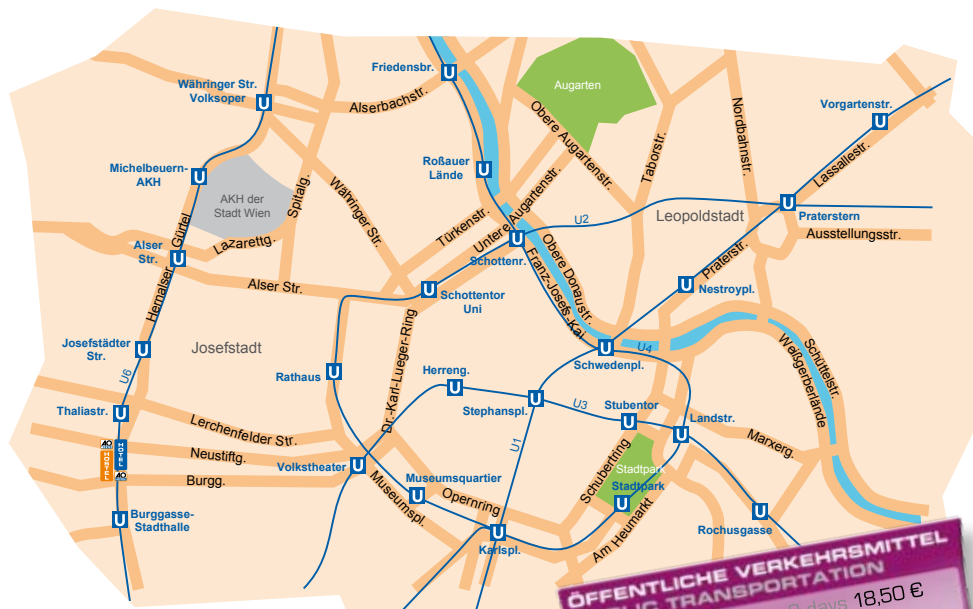 Friedensbr.
Währinger Str.
Volksoper
Alserbachstr.
Augarten
Obere Augartenstr.
Taborstr.
Nordbahnstr.
Vorgartenstr.
Lassallestr.
Michelbeuern-
AKH
AKH der
Stadt Wien
Spitalg.
Währinger Str.
Roßauer
Lände
Türkenstr.
Untere Augartenstr.
U2
Leopoldstadt
Praterstern
Ausstellungsstr.
Alser
Str.
Hernalser Gürtel
Lazarettg.
Alser Str.
Schottenr.
Schottentor
Uni
Obere Donaustr.
Franz-Josefs-Kai
Praterstr.
Nestroypl.
Josefstädter
Str.
Josefstadt
U6
Rathaus
Dr.-Karl-Lueger-Ring
Herreng.
Stephanspl.
U4
Schwedenpl.
U3
Stubentor
Landstr.
Weißgerberlände
Schüttelstr.
Thaliastr.
Lerchenfelder Str.
Neustiftg.
Burgg.
HOTEL
HOSTEL
Volkstheater
Museumspl.
Museumsquartier
Opernring
U1
Schubertring
Stadtpark
Stadtpark
Am Heumarkt
Marxerg.
Rochusgasse
Burggasse-
Stadthalle
Karlspl.
ÖFFENTLICHE VERKEHRSMITTEL
TRANSPORTATION
days 18,50 €